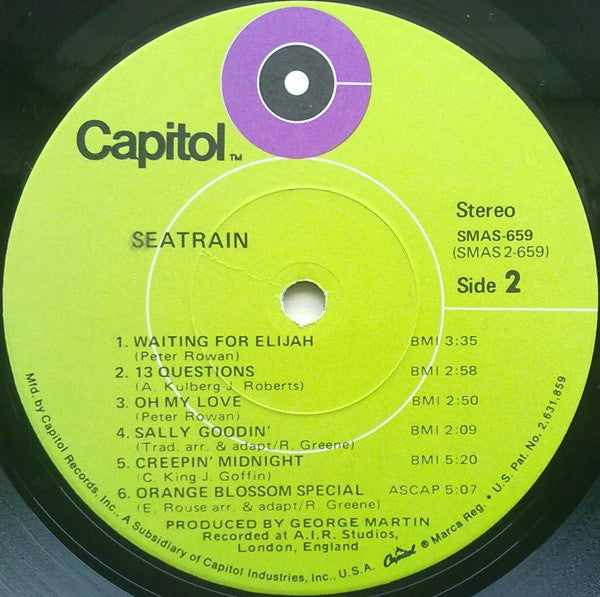 Capitol™
Stereo
SMAS-659
(SMAS 2-659)
Side 2
SEATRAIN
1. WAITING FOR ELIJAH BMI 3:35
(Peter Rowan)
2. 13 QUESTIONS BMI 2:58
(A. Kulberg J. Roberts)
3. OH MY LOVE BMI 2:50
(Peter Rowan)
4. SALLY GOODIN' BMI 2:09
(Trad. arr. & adapt/R. Greene)
5. CREEPIN' MIDNIGHT BMI 5:20
(C. King J. Goffin)
6. ORANGE BLOSSOM SPECIAL ASCAP 5:07
(E. Rouse arr. & adapt/R. Greene)
PRODUCED BY GEORGE MARTIN
Recorded at A.I.R. Studios,
London, England
Mfd. by Capitol Records, Inc., A Subsidiary of Capitol Industries, Inc., U.S.A. Capitol ® Marca Reg. • U.S. Pat. No. 2.631.859